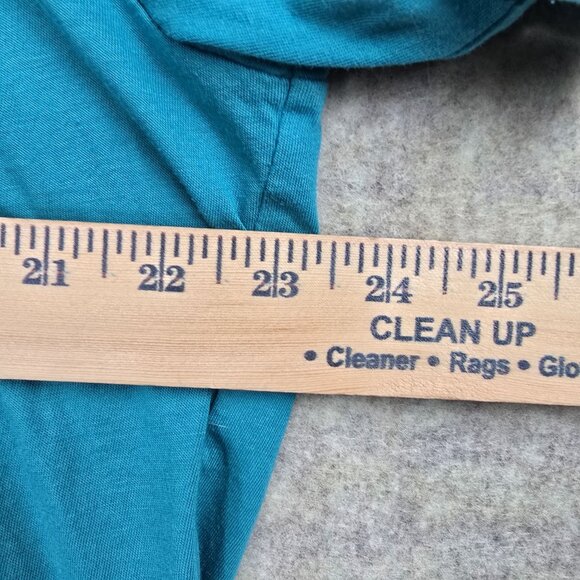 21 22 23 24 25
CLEAN UP
• Cleaner • Rags • Glo